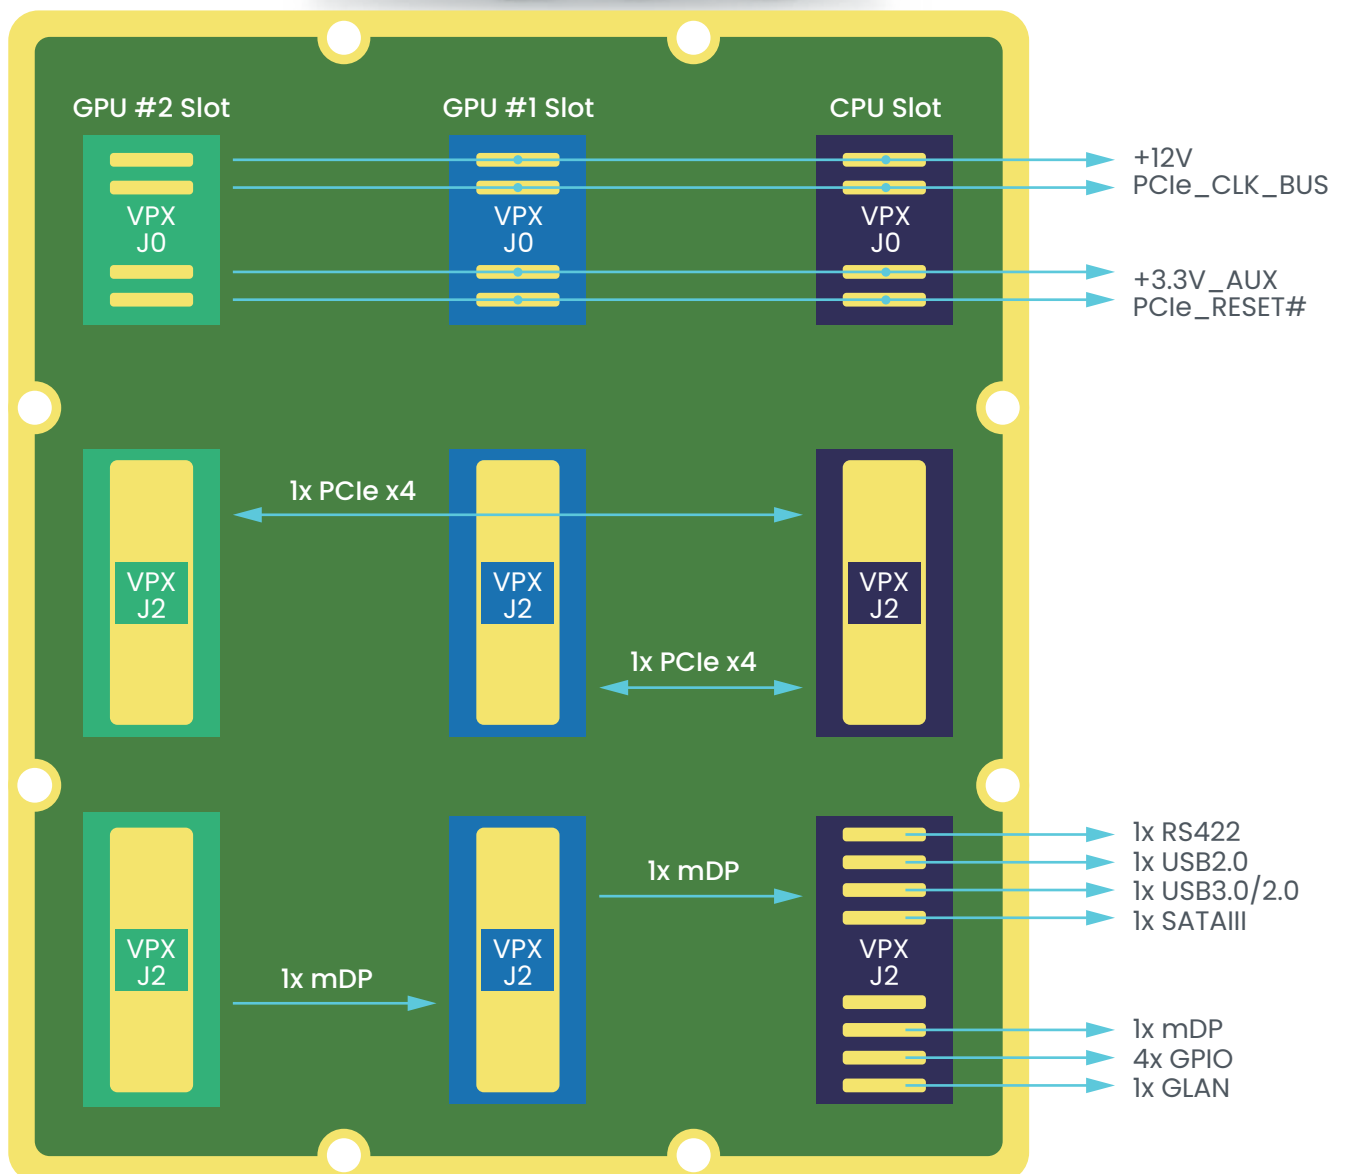 GPU #2 Slot
GPU #1 Slot
CPU Slot
VPX
J0
VPX
J0
VPX
J0
+12V
PCIe_CLK_BUS
+3.3V_AUX
PCIe_RESET#
1x PCIe x4
VPX
J2
VPX
J2
VPX
J2
1x PCIe x4
1x mDP
VPX
J2
1x mDP
VPX
J2
VPX
J2
1x RS422
1x USB2.0
1x USB3.0/2.0
1x SATAIII
1x mDP
4x GPIO
1x GLAN